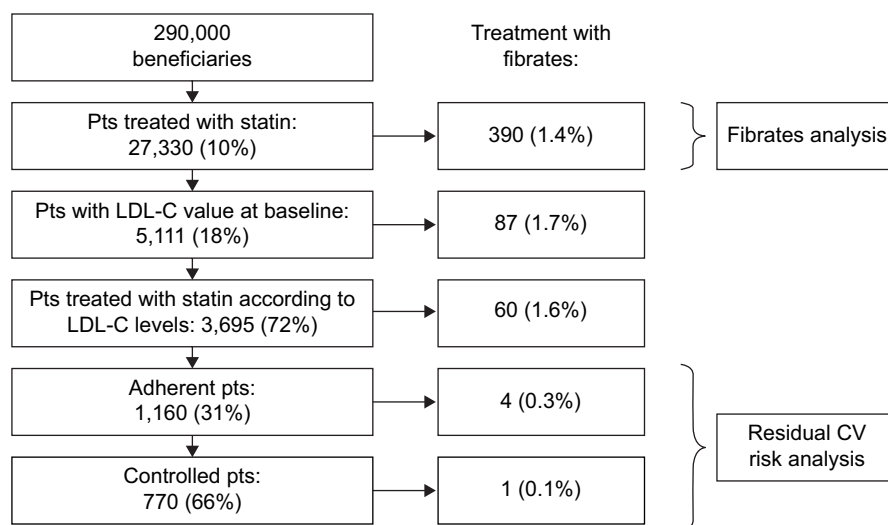 290,000
beneficiaries
Treatment with
fibrates:
Pts treated with statin:
27,330 (10%)
390 (1.4%)
Fibrates analysis
Pts with LDL-C value at baseline:
5,111 (18%)
87 (1.7%)
Pts treated with statin according to
LDL-C levels: 3,695 (72%)
60 (1.6%)
Adherent pts:
1,160 (31%)
4 (0.3%)
Residual CV
risk analysis
Controlled pts:
770 (66%)
1 (0.1%)